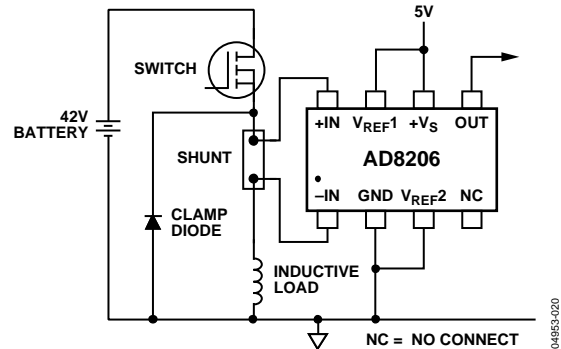 5V
SWITCH
42V
BATTERY
+IN VREF1 +VS OUT
SHUNT
AD8206
–IN GND VREF2 NC
CLAMP
DIODE
INDUCTIVE
LOAD
NC = NO CONNECT
04953-020